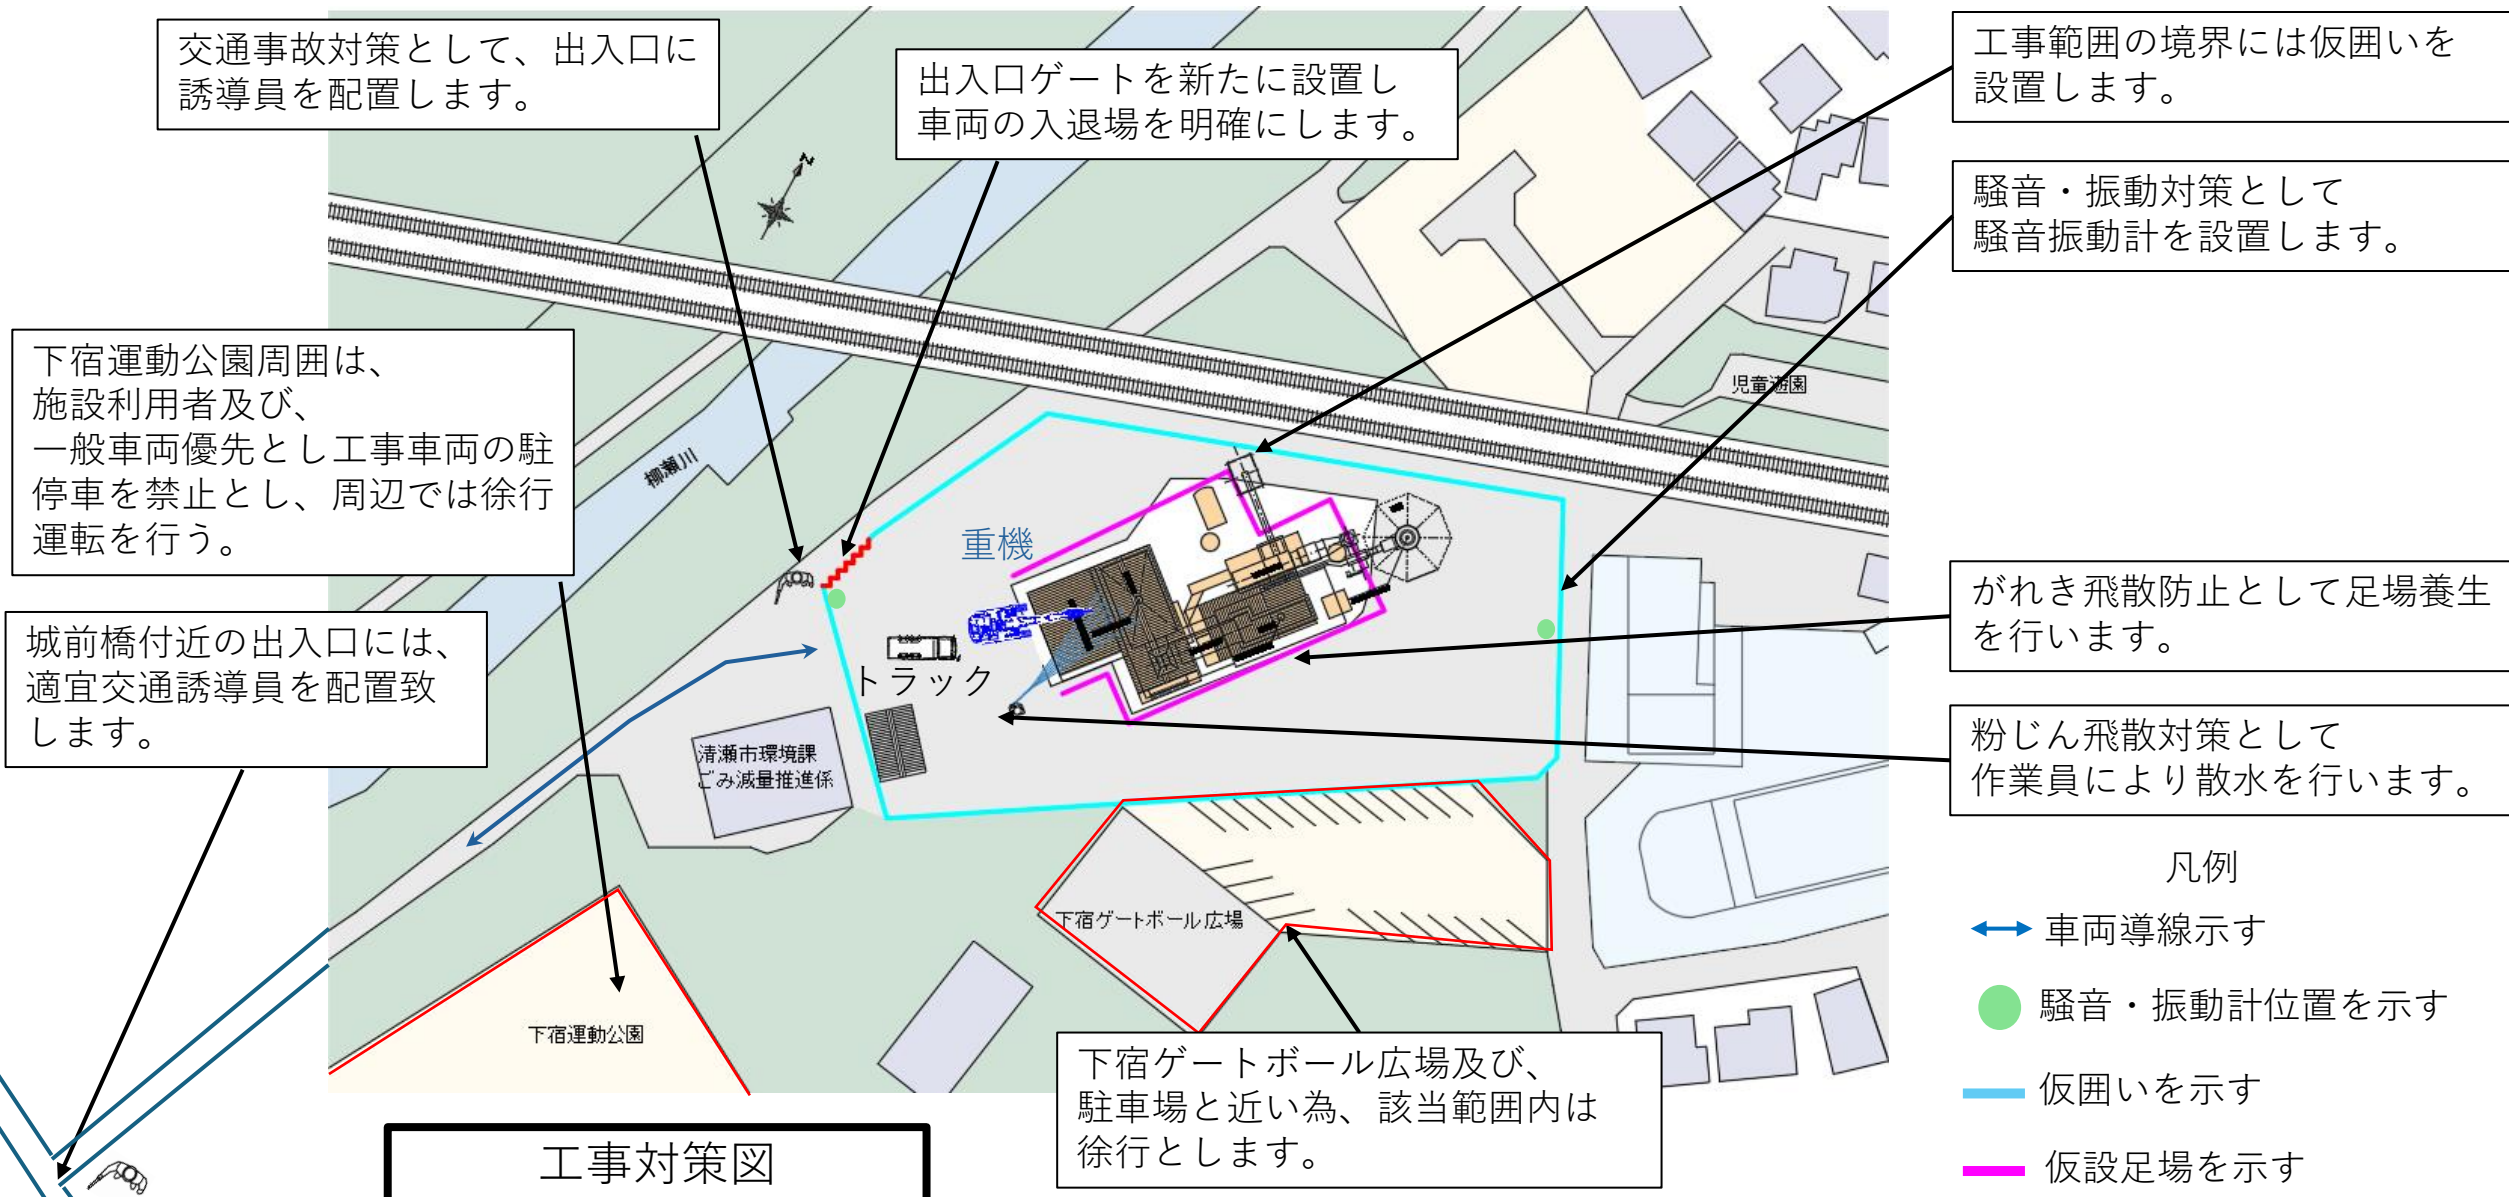 交通事故対策として、出入口に
誘導員を配置します。
出入口ゲートを新たに設置し
車両の入退場を明確にします。
工事範囲の境界には仮囲いを
設置します。
騒音・振動対策として
騒音振動計を設置します。
N
下宿運動公園周囲は、
施設利用者及び、
一般車両優先とし工事車両の駐
停車を禁止とし、周辺では徐行
運転を行う。
児童遊園
柳瀬川
重機
がれき飛散防止として足場養生
を行います。
城前橋付近の出入口には、
適宜交通誘導員を配置致
します。
トラック
清瀬市環境課
ごみ減量推進係
粉じん飛散対策として
作業員により散水を行います。
下宿ゲートボール広場
下宿運動公園
下宿ゲートボール広場及び、
駐車場と近い為、該当範囲内は
徐行とします。
凡例
車両導線示す
騒音・振動計位置を示す
仮囲いを示す
仮設足場を示す
工事対策図